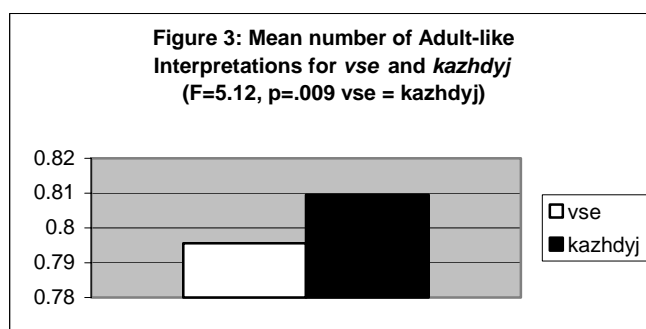 Figure 3: Mean number of Adult-like
Interpretations for vse and kazhdyj
(F=5.12, p=.009 vse = kazhdyj)
0.82
0.81
0.8
0.79
0.78
vse
kazhdyj